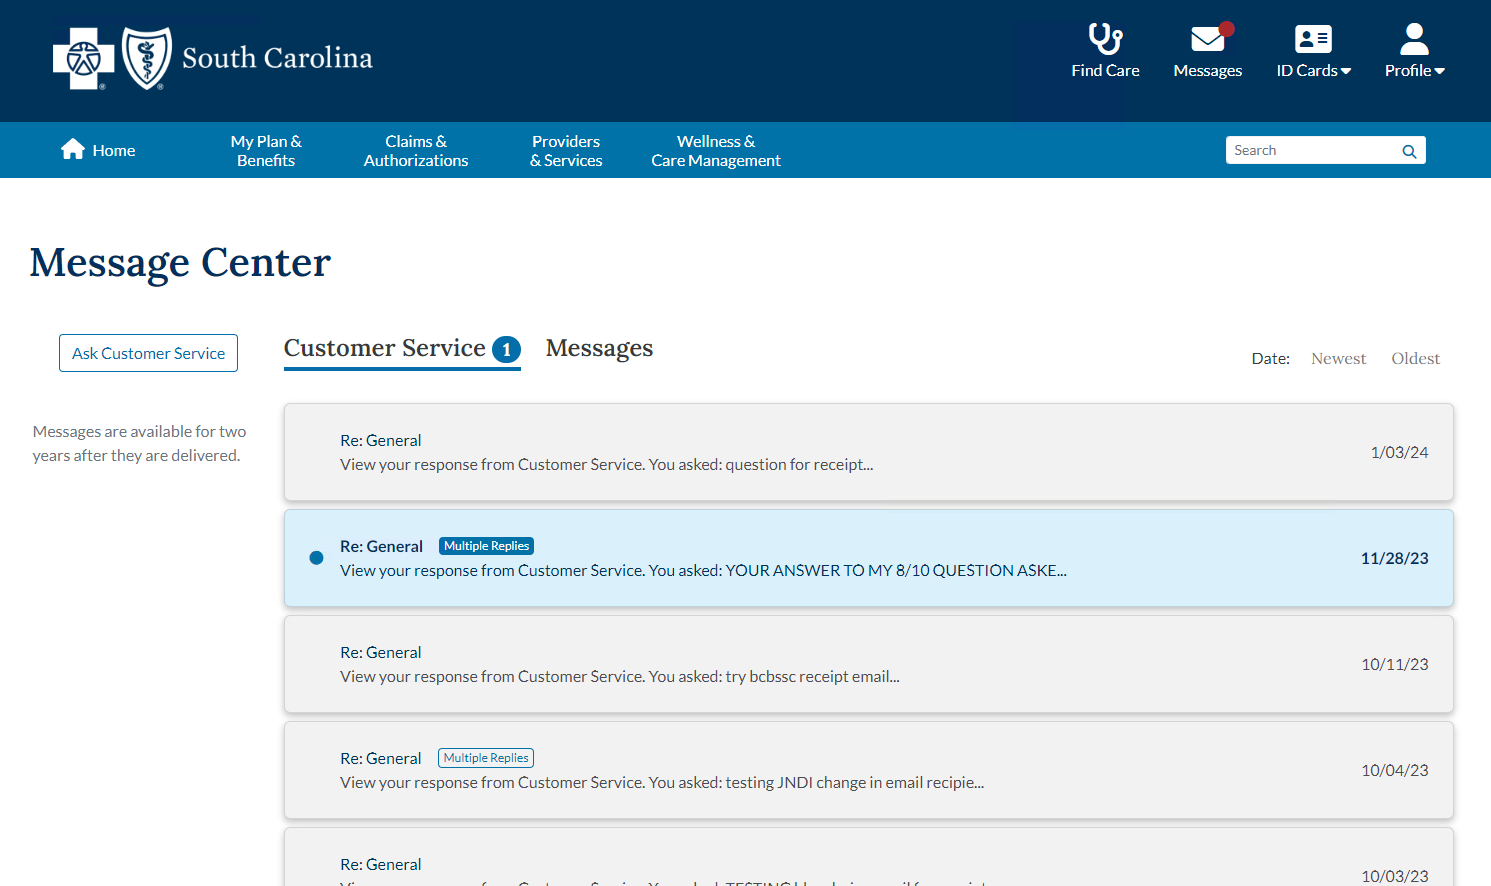 South Carolina
Find Care
Messages
ID Cards
Profile
Home
My Plan &
Benefits
Claims &
Authorizations
Providers
& Services
Wellness &
Care Management
Search
Message Center
Ask Customer Service
Messages are available for two
years after they are delivered.
Customer Service 1
Messages
Date: Newest Oldest
Re: General
View your response from Customer Service. You asked: question for receipt...
1/03/24
Re: General Multiple Replies
View your response from Customer Service. You asked: YOUR ANSWER TO MY 8/10 QUESTION ASKE...
11/28/23
Re: General
View your response from Customer Service. You asked: try bcbssc receipt email...
10/11/23
Re: General Multiple Replies
View your response from Customer Service. You asked: testing JNDI change in email recipie...
10/04/23
Re: General
10/03/23